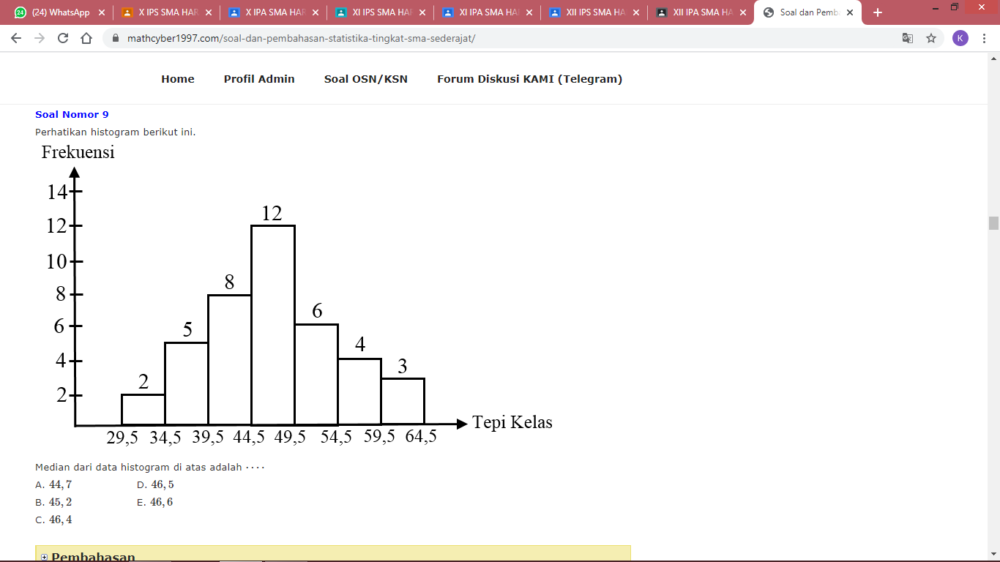 (24) WhatsApp
X IPS SMA HAR
X IPA SMA HAR
XI IPS SMA HAR
XI IPA SMA HA
XII IPS SMA HA
XII IPA SMA HA
Soal dan Pemb
mathcyber1997.com/soal-dan-pembahasan-statistika-tingkat-sma-sederajat/
K
Home Profil Admin Soal OSN/KSN Forum Diskusi KAMI (Telegram)
Soal Nomor 9
Perhatikan histogram berikut ini.
Frekuensi
14
12
10
8
6
4
2
2
5
8
12
6
4
3
29,5 34,5 39,5 44,5 49,5 54,5 59,5 64,5
Tepi Kelas
Median dari data histogram di atas adalah ····
A. 44,7 D. 46,5
B. 45,2 E. 46,6
C. 46,4
Pembahasan